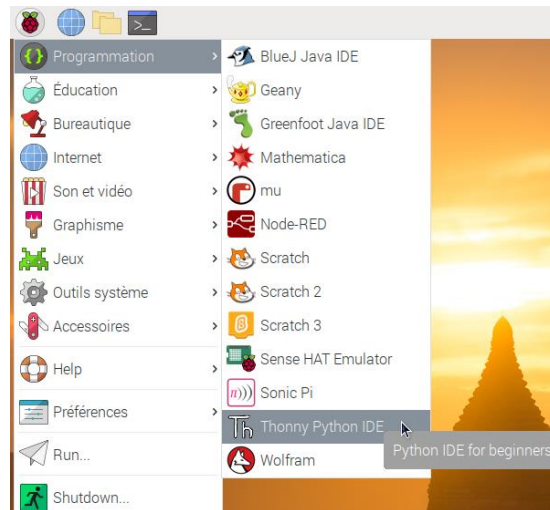 Programmation
Éducation
Bureautique
Internet
Son et vidéo
Graphisme
Jeux
Outils système
Accessoires
Help
Préférences
Run...
Shutdown...
BlueJ Java IDE
Geany
Greenfoot Java IDE
Mathematica
mu
Node-RED
Scratch
Scratch 2
Scratch 3
Sense HAT Emulator
Sonic Pi
Thonny Python IDE
Wolfram
Python IDE for beginners